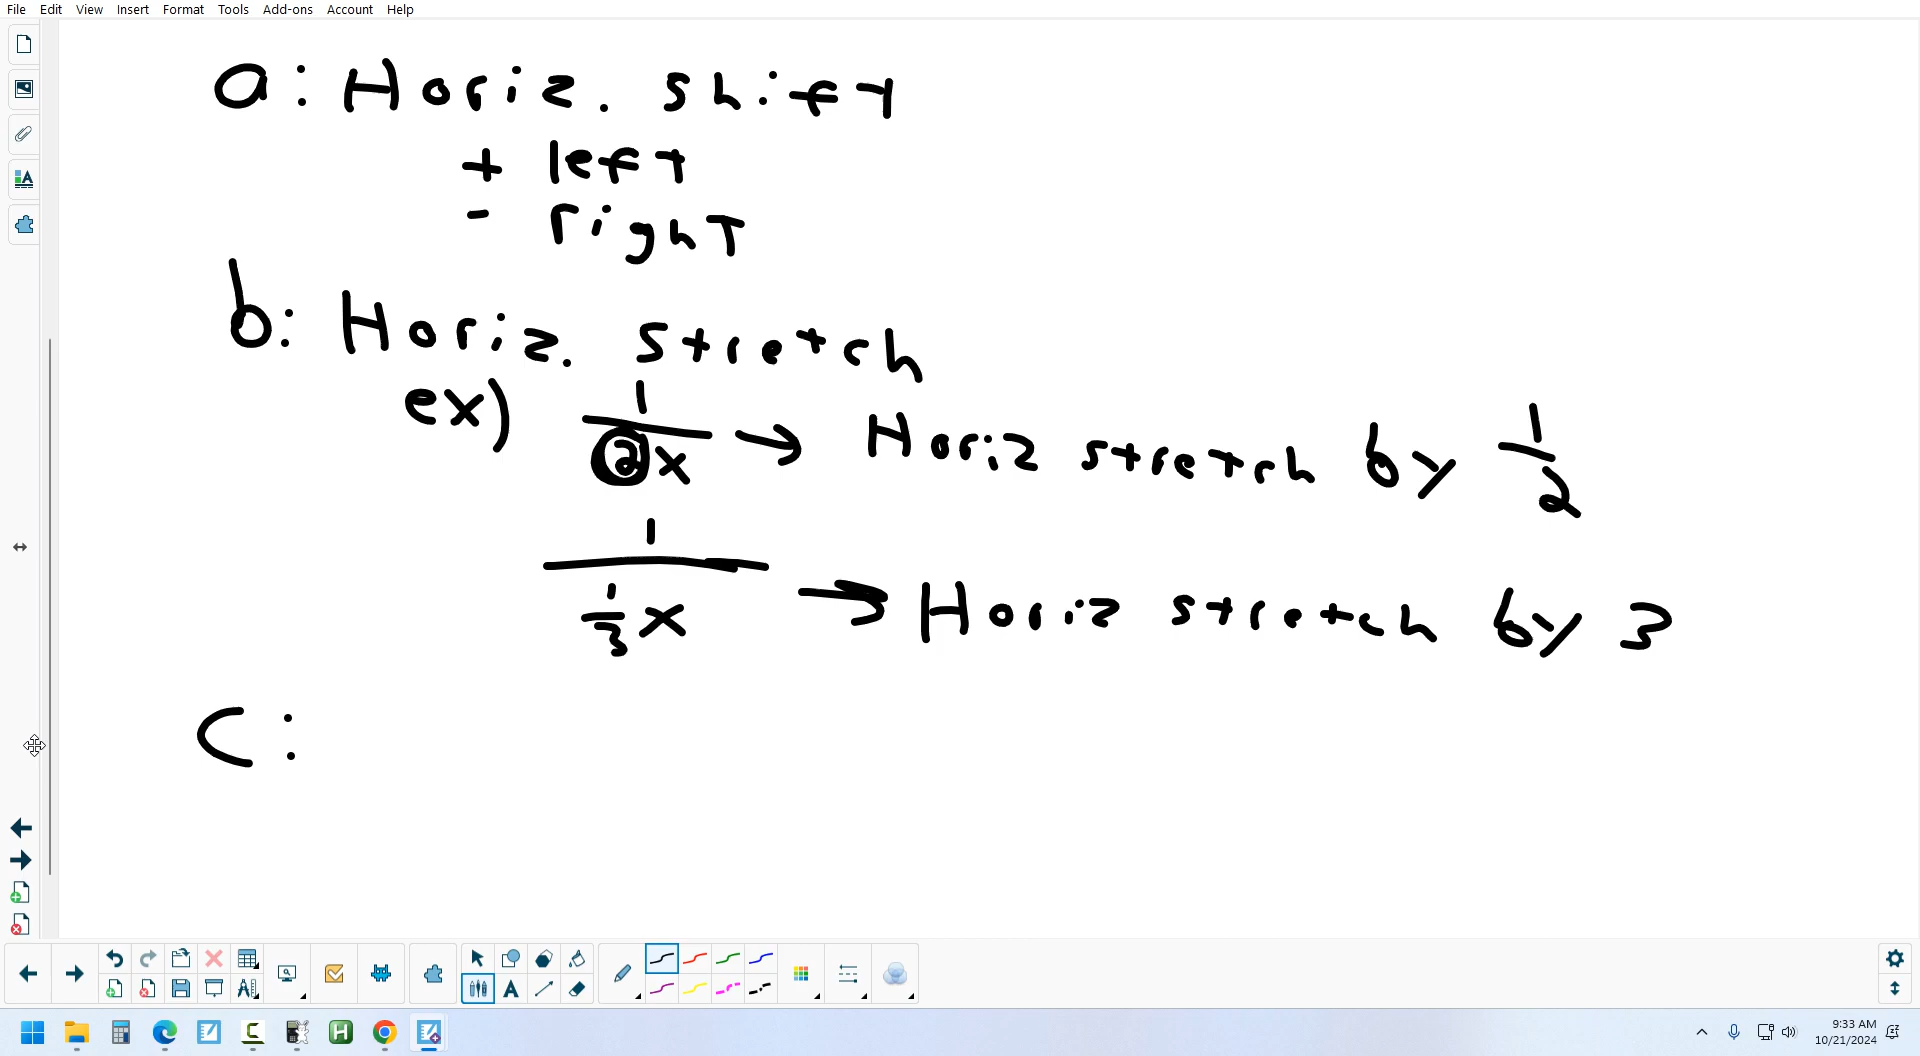 File Edit View Insert Format Tools Add-ons Account Help
a: Horiz. shift
+ left
- right
b: Horiz. stretch
ex) 1/2x → Horiz stretch by 1/2
1/(1/3 x) → Horiz stretch by 3
c:
9:33 AM
10/21/2024